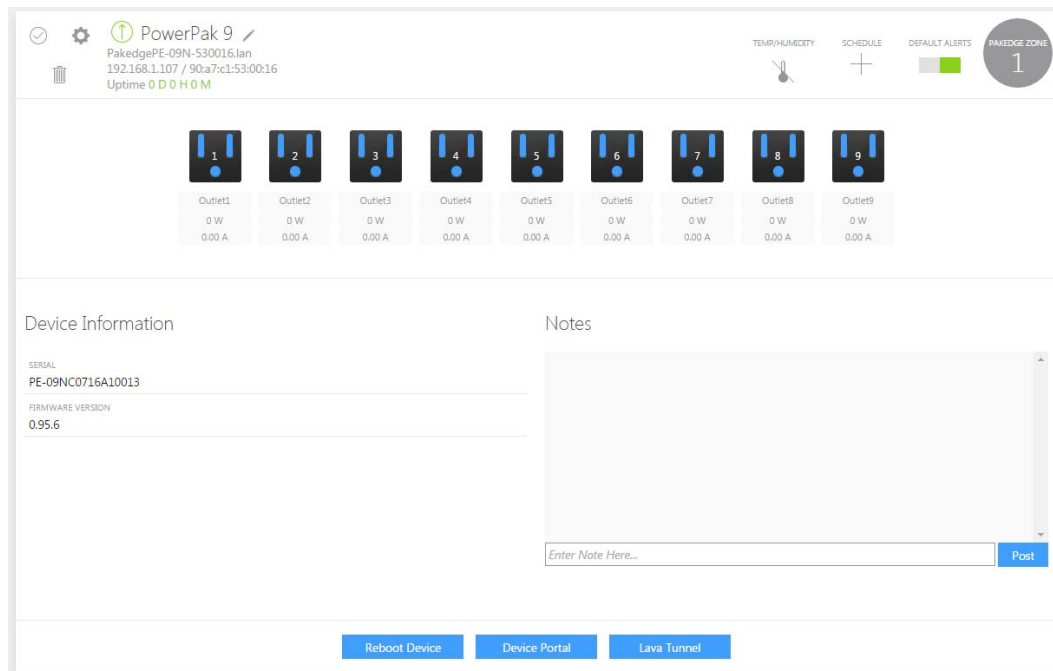 PowerPak 9
PakedgePE-09N-530016.lan
192.168.1.107 / 90:a7:c1:53:00:16
Uptime 0 D 0 H 0 M
TEMP/HUMIDITY SCHEDULE DEFAULT ALERTS PAKEDGE ZONE
1
1 2 3 4 5 6 7 8 9
Outlet1 Outlet2 Outlet3 Outlet4 Outlet5 Outlet6 Outlet7 Outlet8 Outlet9
0 W 0 W 0 W 0 W 0 W 0 W 0 W 0 W 0 W
0.00 A 0.00 A 0.00 A 0.00 A 0.00 A 0.00 A 0.00 A 0.00 A 0.00 A
Device Information
SERIAL
PE-09NC0716A10013
FIRMWARE VERSION
0.95.6
Notes
Enter Note Here... Post
Reboot Device Device Portal Lava Tunnel